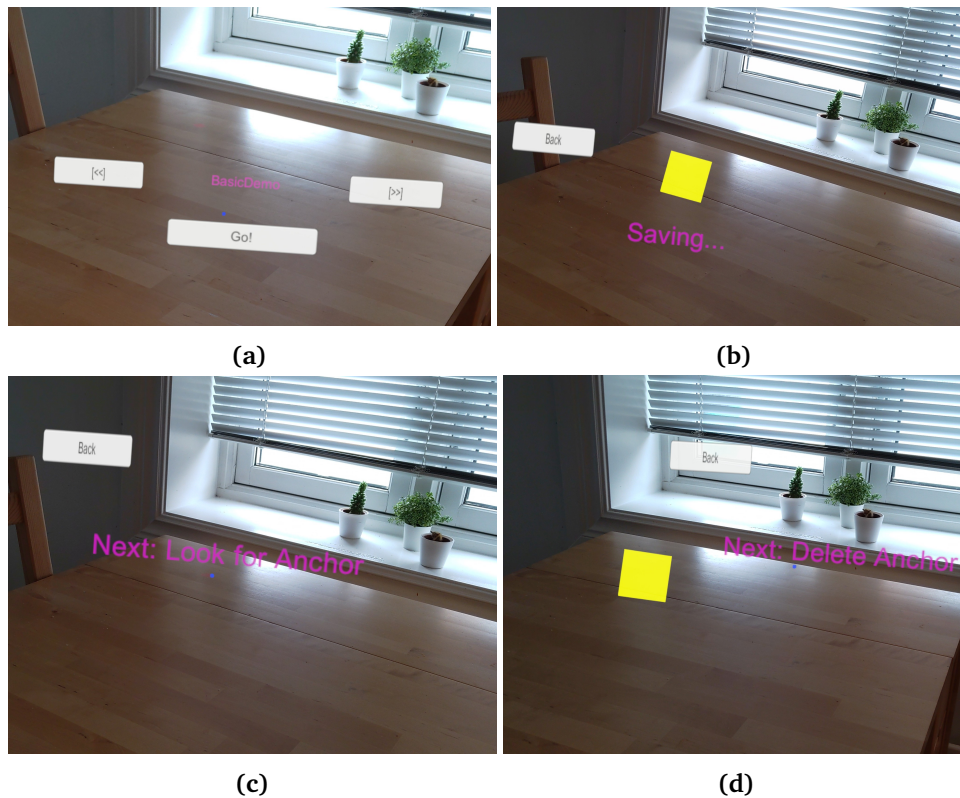 [<<]
BasicDemo
[>>]
Go!
(a)
Back
Saving...
(b)
Back
Next: Look for Anchor
(c)
Back
Next: Delete Anchor
(d)